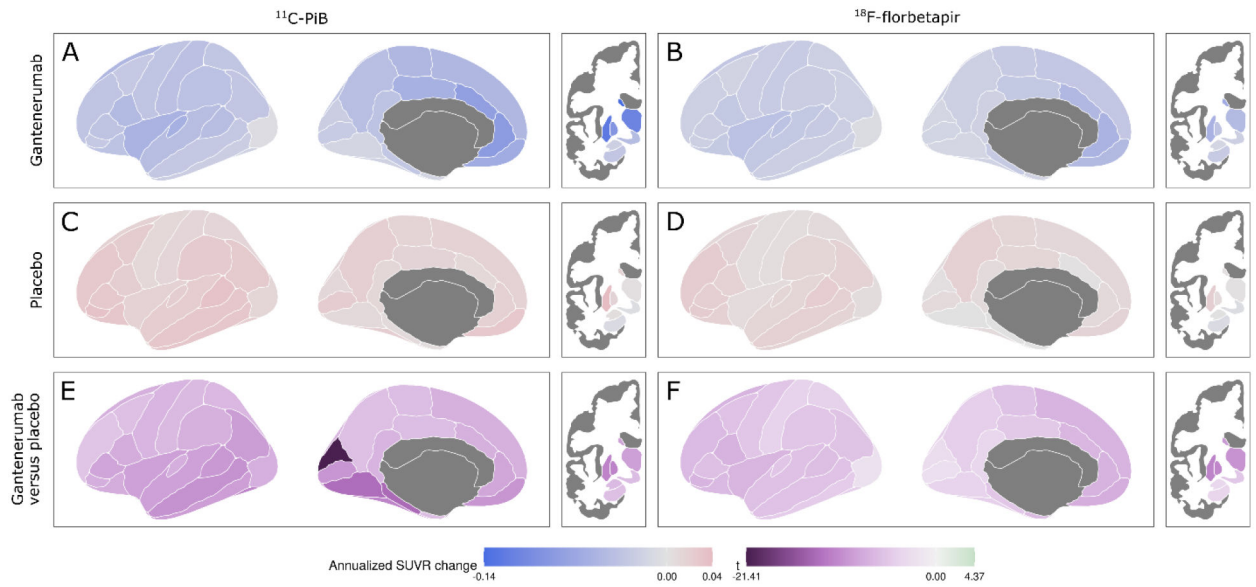 ¹¹C-PiB
¹⁸F-florbetapir
Gantenerumab
A
B
Placebo
C
D
Gantenerumab
versus placebo
E
F
Annualized SUVR change
-0.14
0.00
0.04
t
-21.41
0.00
4.37